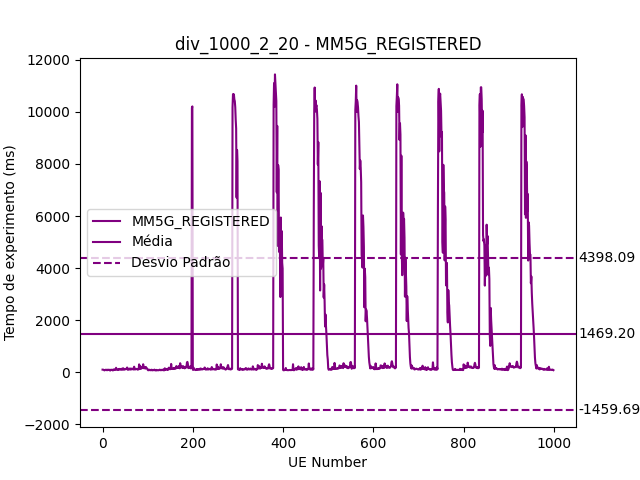 div_1000_2_20 - MM5G_REGISTERED
Tempo de experimento (ms)
12000
10000
8000
6000
4000
2000
0
−2000
MM5G_REGISTERED
Média
Desvio Padrão
4398.09
1469.20
-1459.69
0
200
400
600
800
1000
UE Number